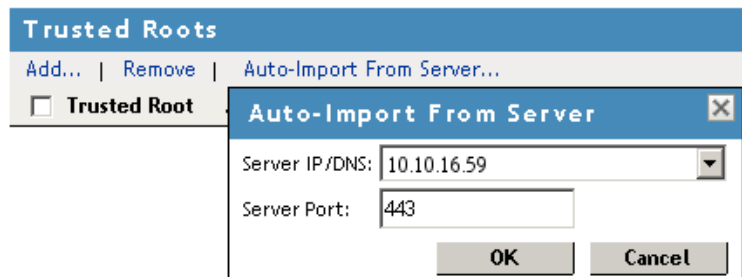 Trusted Roots
Add... | Remove | Auto-Import From Server...
Trusted Root
Auto-Import From Server
Server IP/DNS: 10.10.16.59
Server Port: 443
OK Cancel